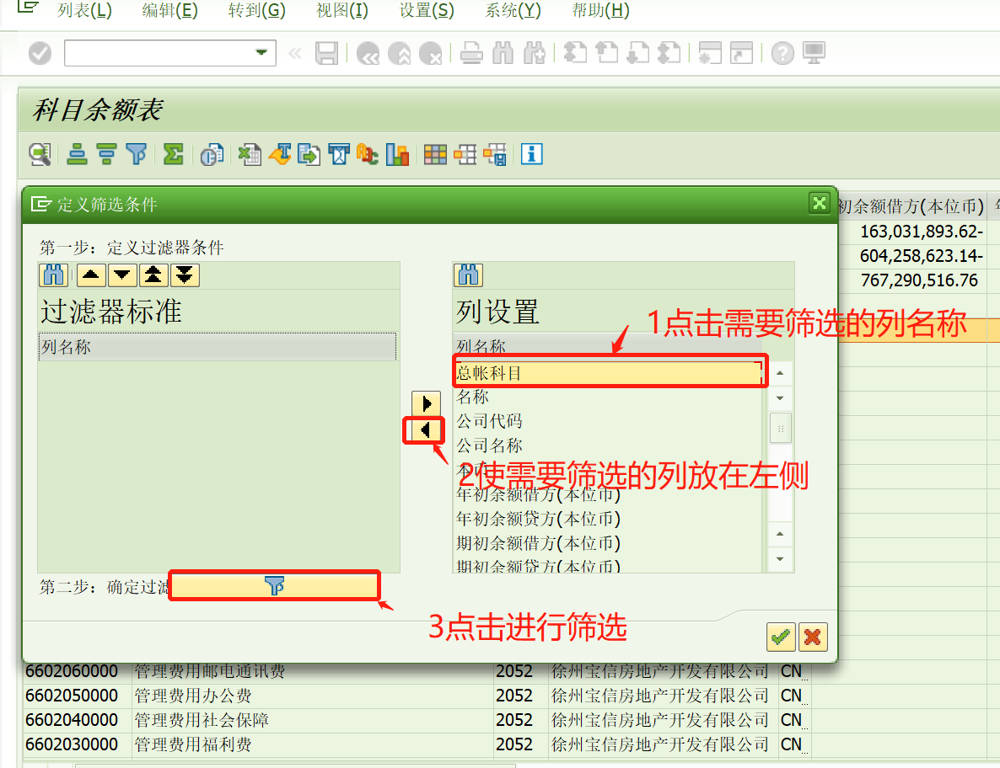 列表(L) 编辑(E) 转到(G) 视图(I) 设置(S) 系统(Y) 帮助(H)
科目余额表
定义筛选条件
初余额借方(本位币)
163,031,893.62-
604,258,623.14-
767,290,516.76
第一步: 定义过滤器条件
过滤器标准
列名称
列设置
列名称
1点击需要筛选的列名称
总帐科目
名称
公司代码
公司名称
本币
2使需要筛选的列放在左侧
年初余额借方(本位币)
年初余额贷方(本位币)
期初余额借方(本位币)
期初余额贷方(本位币)
第二步: 确定过滤
3点击进行筛选
6602060000 管理费用邮电通讯费 2052 徐州宝信房地产开发有限公司 CN
6602050000 管理费用办公费 2052 徐州宝信房地产开发有限公司 CN
6602040000 管理费用社会保障 2052 徐州宝信房地产开发有限公司 CN
6602030000 管理费用福利费 2052 徐州宝信房地产开发有限公司 CN